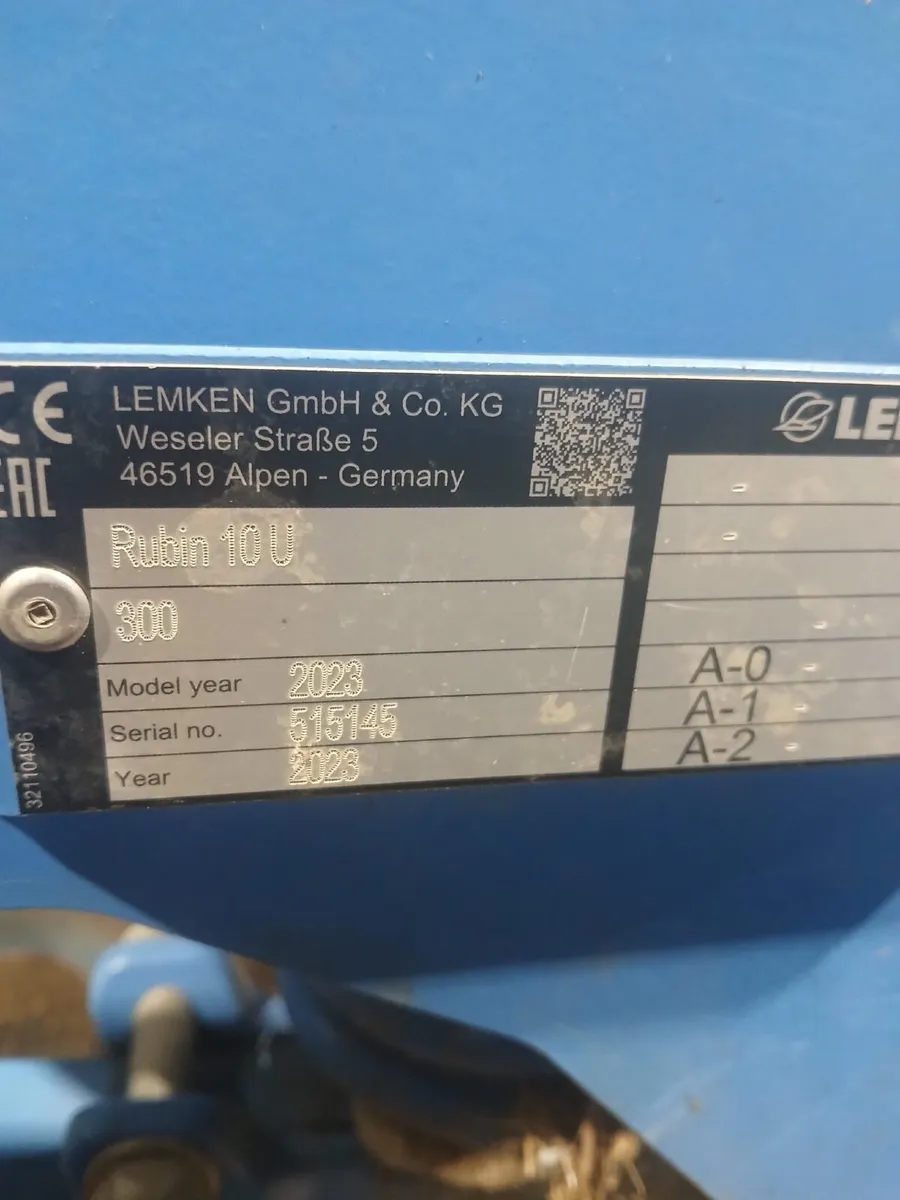 CE
EAC
LEMKEN GmbH & Co. KG
Weseler Straße 5
46519 Alpen - Germany
LE
Rubin 10 U
300
Model year 2023
Serial no. 515145
Year 2023
32110496
-
-
-
A-0 -
A-1 -
A-2 -